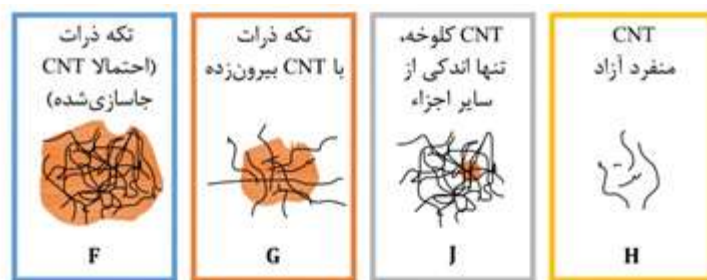 تکه ذرات
(احتمالا CNT
جاسازی‌شده)
F
تکه ذرات
با CNT بیرون‌زده
G
CNT کلوخه،
تنها اندکی از
سایر اجزاء
J
CNT
منفرد آزاد
H